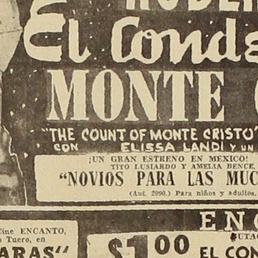 El Conde
MONTE
"THE COUNT OF MONTE CRISTO"
CON ELISSA LANDI Y UN
¡UN GRAN ESTRENO EN MEXICO!
TITO LUSIARDO Y AMELIA BENCE,
"NOVIOS PARA LAS MUC
(Aut. 2990.) Para niños y adultos,
Cine ENCANTO,
Tuero, en
ARAS"
$1.00
EL CON